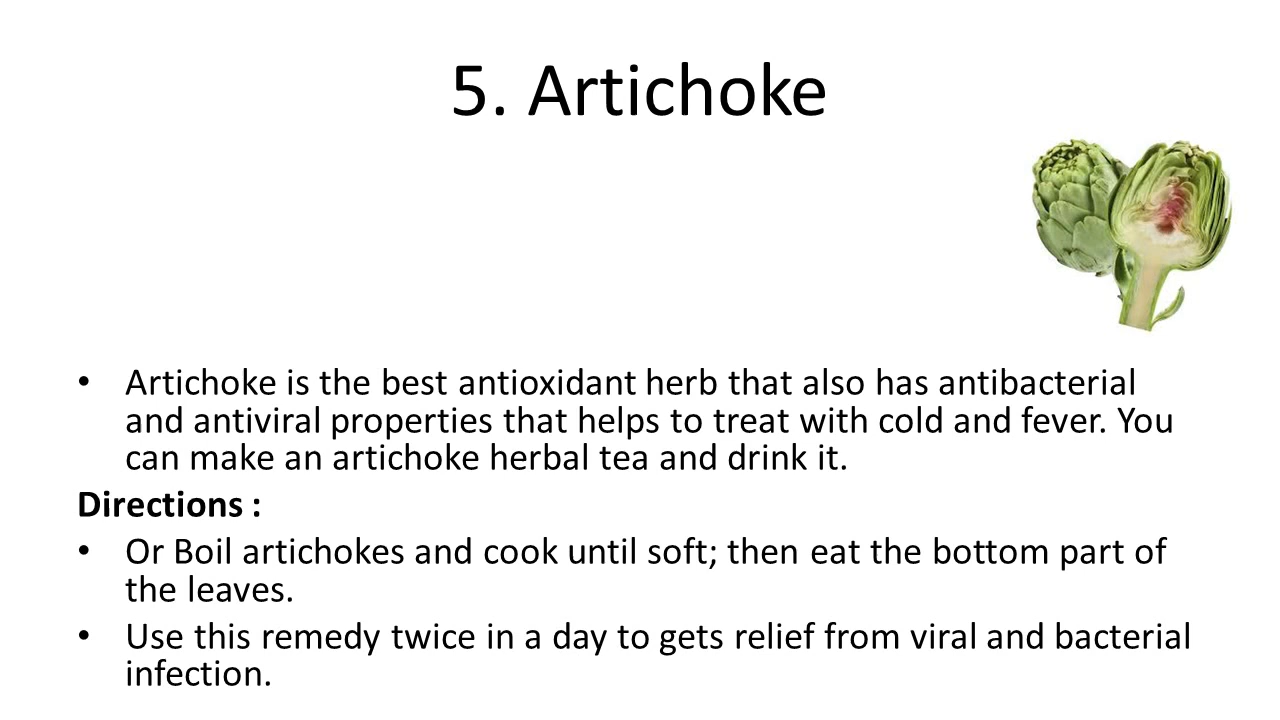 5. Artichoke
• Artichoke is the best antioxidant herb that also has antibacterial
and antiviral properties that helps to treat with cold and fever. You
can make an artichoke herbal tea and drink it.
Directions :
• Or Boil artichokes and cook until soft; then eat the bottom part of
the leaves.
• Use this remedy twice in a day to gets relief from viral and bacterial
infection.